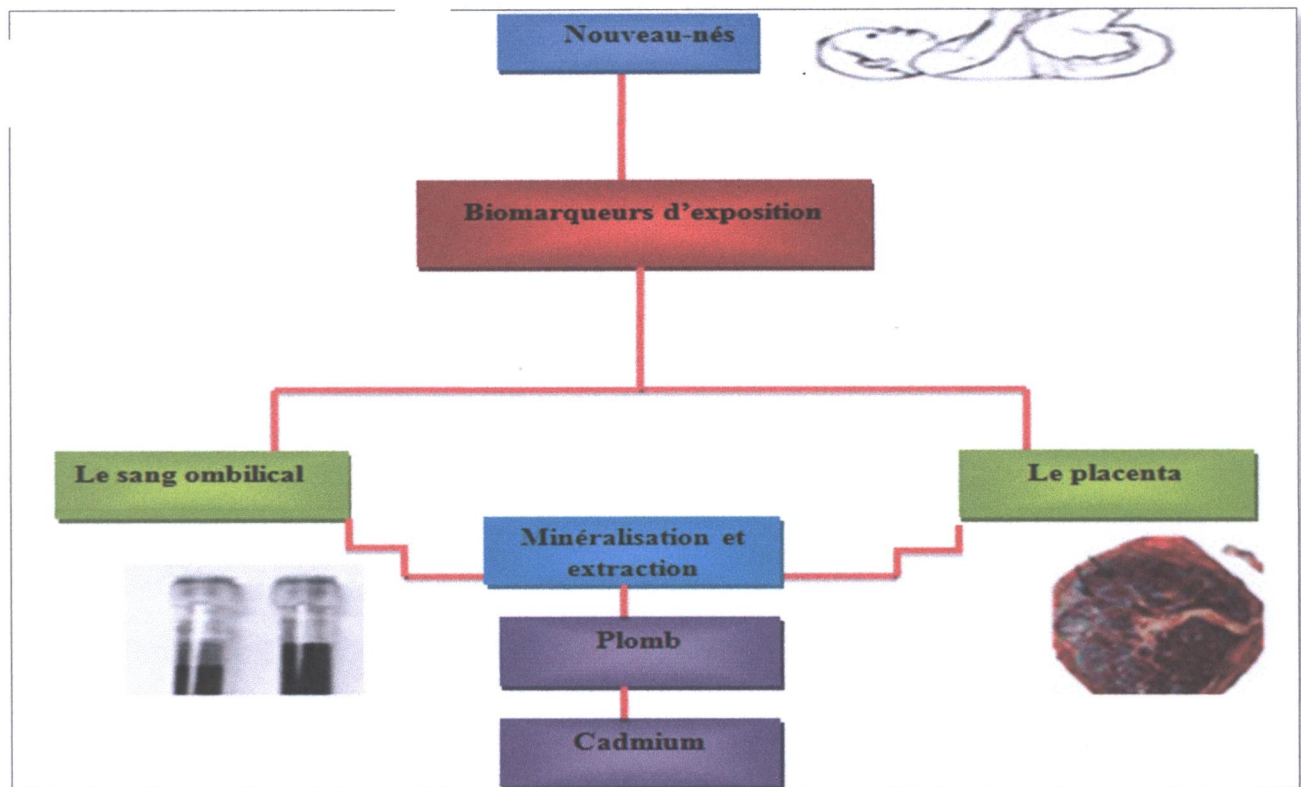 Nouveau-nés
Biomarqueurs d’exposition
Le sang ombilical
Le placenta
Minéralisation et
extraction
Plomb
Cadmium